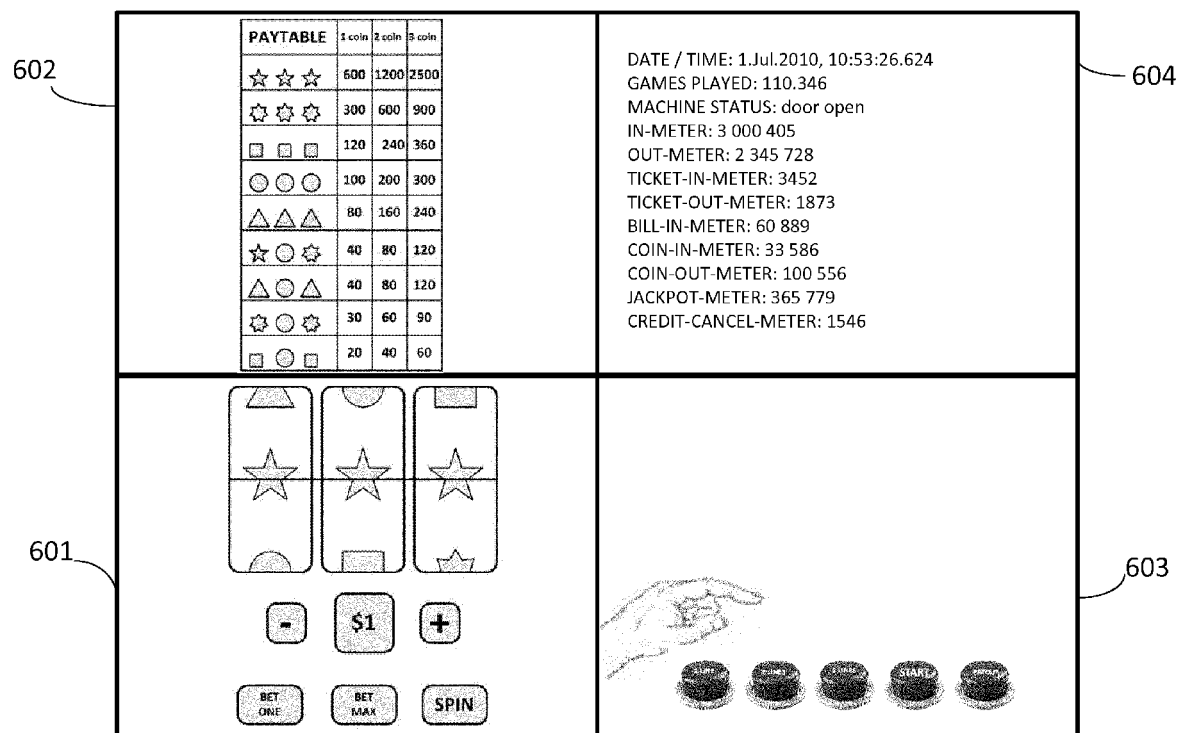 PAYTABLE 1 coin 2 coin 3 coin
600 1200 2500
300 600 900
120 240 360
100 200 300
80 160 240
40 80 120
40 80 120
30 60 90
20 40 60
DATE / TIME: 1.Jul.2010, 10:53:26.624
GAMES PLAYED: 110.346
MACHINE STATUS: door open
IN-METER: 3 000 405
OUT-METER: 2 345 728
TICKET-IN-METER: 3452
TICKET-OUT-METER: 1873
BILL-IN-METER: 60 889
COIN-IN-METER: 33 586
COIN-OUT-METER: 100 556
JACKPOT-METER: 365 779
CREDIT-CANCEL-METER: 1546
602
604
- $1 +
BET ONE
BET MAX
SPIN
START
601
603